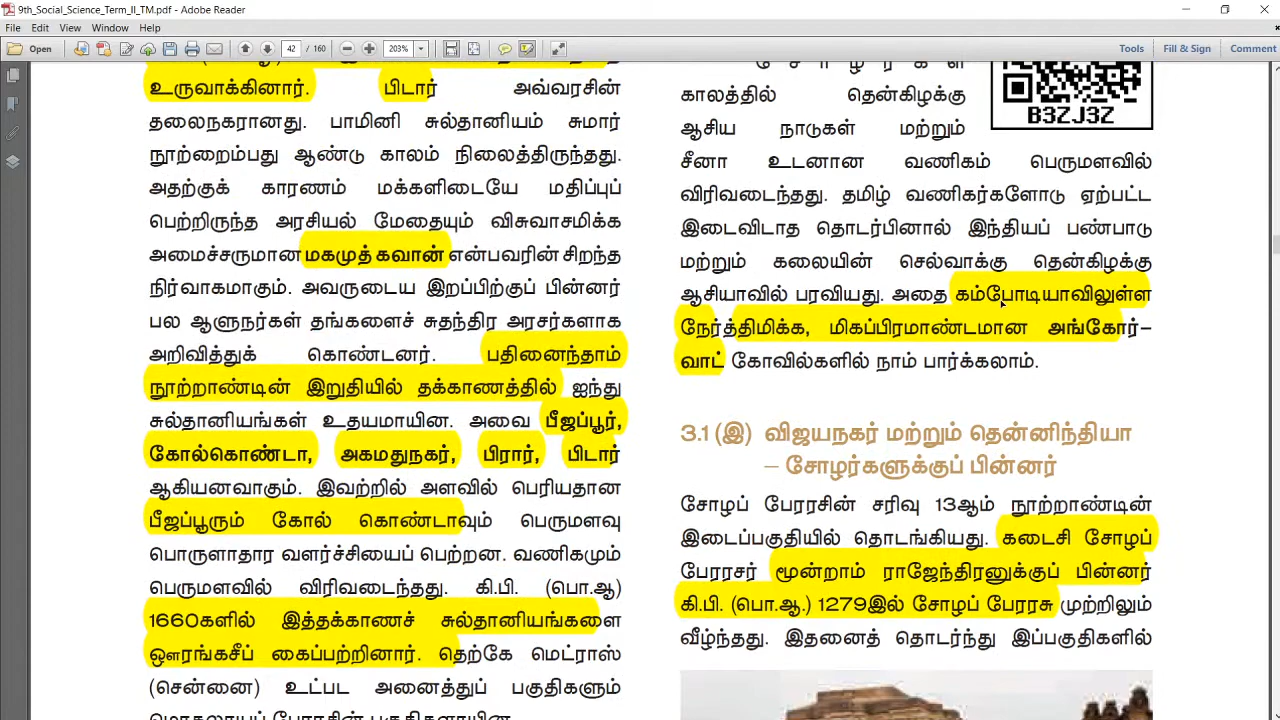 9th_Social_Science_Term_II_TM.pdf - Adobe Reader
File Edit View Window Help
Open 42 / 160 203% Tools Fill & Sign Comment
உருவாக்கினார். பிடார் அவ்வரசின்
தலைநகரானது. பாமினி சுல்தானியம் சுமார்
நூற்றைம்பது ஆண்டு காலம் நிலைத்திருந்தது.
அதற்குக் காரணம் மக்களிடையே மதிப்புப்
பெற்றிருந்த அரசியல் மேதையும் விசுவாசமிக்க
அமைச்சருமான மகமுத் கவான் என்பவரின் சிறந்த
நிர்வாகமாகும். அவருடைய இறப்பிற்குப் பின்னர்
பல ஆளுநர்கள் தங்களைச் சுதந்திர அரசர்களாக
அறிவித்துக் கொண்டனர். பதினைந்தாம்
நூற்றாண்டின் இறுதியில் தக்காணத்தில் ஐந்து
சுல்தானியங்கள் உதயமாயின. அவை பீஜப்பூர்,
கோல்கொண்டா, அகமதுநகர், பிரார், பிடார்
ஆகியனவாகும். இவற்றில் அளவில் பெரியதான
பீஜப்பூரும் கோல் கொண்டாவும் பெருமளவு
பொருளாதார வளர்ச்சியைப் பெற்றன. வணிகமும்
பெருமளவில் விரிவடைந்தது. கி.பி. (பொ.ஆ)
1660களில் இத்தக்காணச் சுல்தானியங்களை
ஔரங்கசீப் கைப்பற்றினார். தெற்கே மெட்ராஸ்
(சென்னை) உட்பட அனைத்துப் பகுதிகளும்
மொகலாயப் பேரரசின் பகுதிகளாயின
சோழர்கள்
காலத்தில் தென்கிழக்கு
ஆசிய நாடுகள் மற்றும்
B3ZJ3Z
சீனா உடனான வணிகம் பெருமளவில்
விரிவடைந்தது. தமிழ் வணிகர்களோடு ஏற்பட்ட
இடைவிடாத தொடர்பினால் இந்தியப் பண்பாடு
மற்றும் கலையின் செல்வாக்கு தென்கிழக்கு
ஆசியாவில் பரவியது. அதை கம்போடியாவிலுள்ள
நேர்த்திமிக்க, மிகப்பிரமாண்டமான அங்கோர்–
வாட் கோவில்களில் நாம் பார்க்கலாம்.
3.1 (இ) விஜயநகர் மற்றும் தென்னிந்தியா
– சோழர்களுக்குப் பின்னர்
சோழப் பேரரசின் சரிவு 13ஆம் நூற்றாண்டின்
இடைப்பகுதியில் தொடங்கியது. கடைசி சோழப்
பேரரசர் மூன்றாம் ராஜேந்திரனுக்குப் பின்னர்
கி.பி. (பொ.ஆ.) 1279இல் சோழப் பேரரசு முற்றிலும்
வீழ்ந்தது. இதனைத் தொடர்ந்து இப்பகுதிகளில்